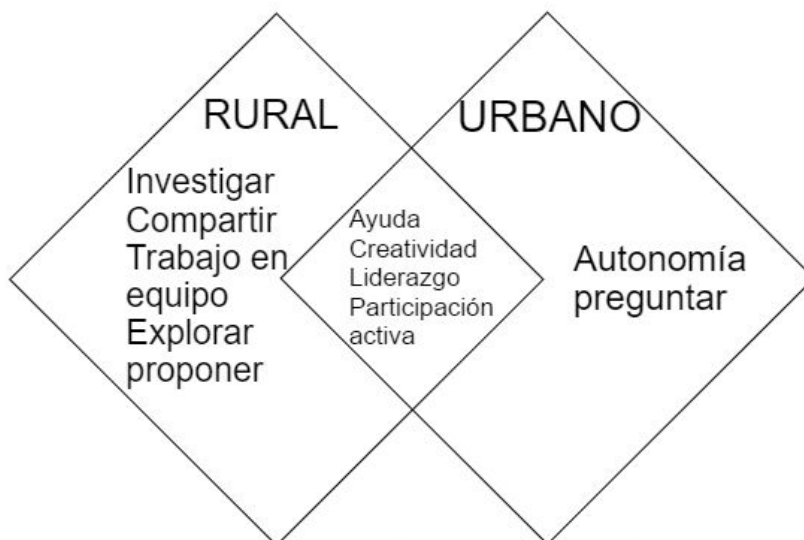 RURAL
URBANO
Investigar
Compartir
Trabajo en
equipo
Explorar
proponer
Ayuda
Creatividad
Liderazgo
Participación
activa
Autonomía
preguntar